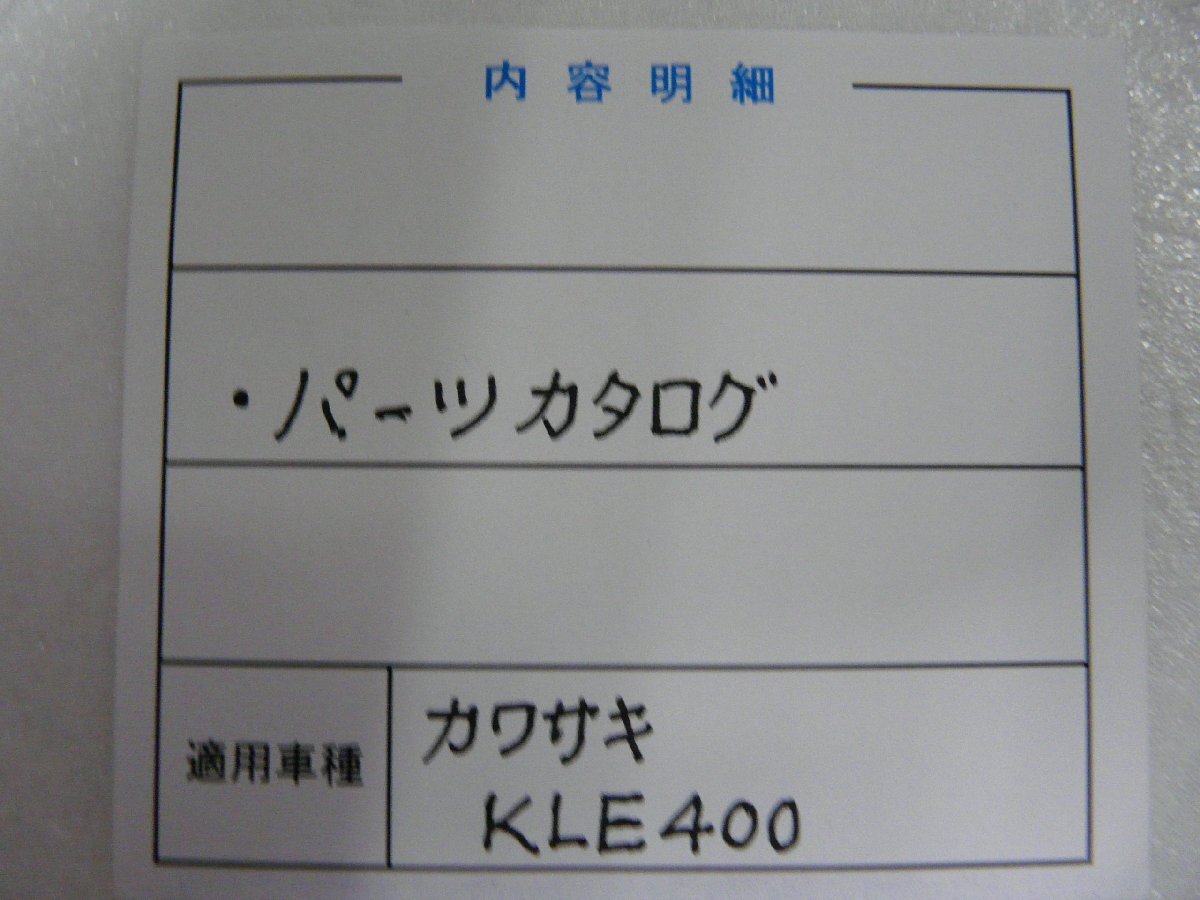 内容明細
・パーツカタログ
カワサキ
適用車種
KLE400